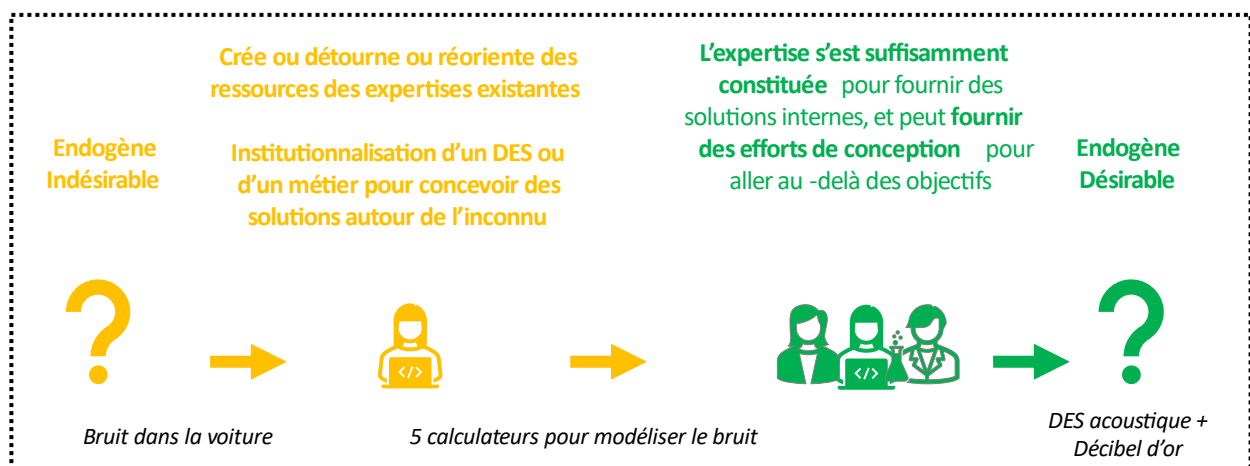 Endogène
Indésirable
Crée ou détourne ou réoriente des
ressources des expertises existantes
Institutionnalisation d'un DES ou
d'un métier pour concevoir des
solutions autour de l'inconnu
L'expertise s'est suffisamment
constituée pour fournir des
solutions internes, et peut fournir
des efforts de conception pour
aller au -delà des objectifs
Endogène
Désirable
</>
</>
Bruit dans la voiture
5 calculateurs pour modéliser le bruit
DES acoustique +
Décibel d'or